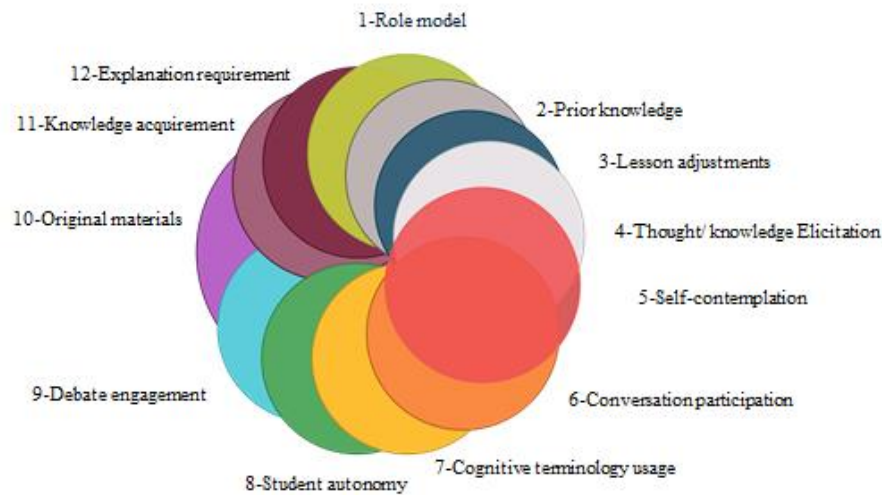 1-Role model
2-Prior knowledge
3-Lesson adjustments
4-Thought/ knowledge Elicitation
5-Self-contemplation
6-Conversation participation
7-Cognitive terminology usage
8-Student autonomy
9-Debate engagement
10-Original materials
11-Knowledge acquirement
12-Explanation requirement